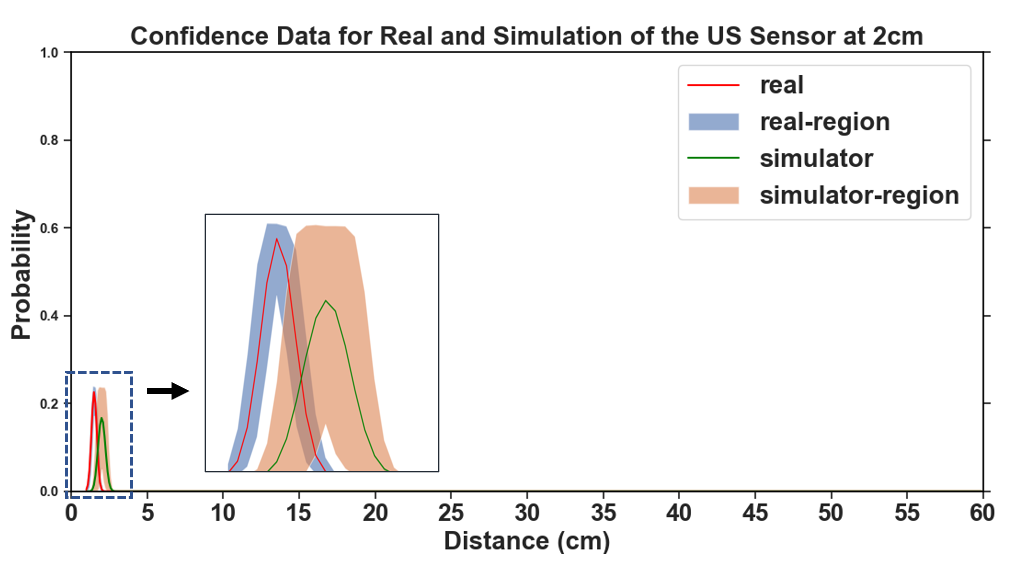 Confidence Data for Real and Simulation of the US Sensor at 2cm
1.0
0.8
0.6
0.4
0.2
0.0
Probability
real
real-region
simulator
simulator-region
0 5 10 15 20 25 30 35 40 45 50 55 60
Distance (cm)